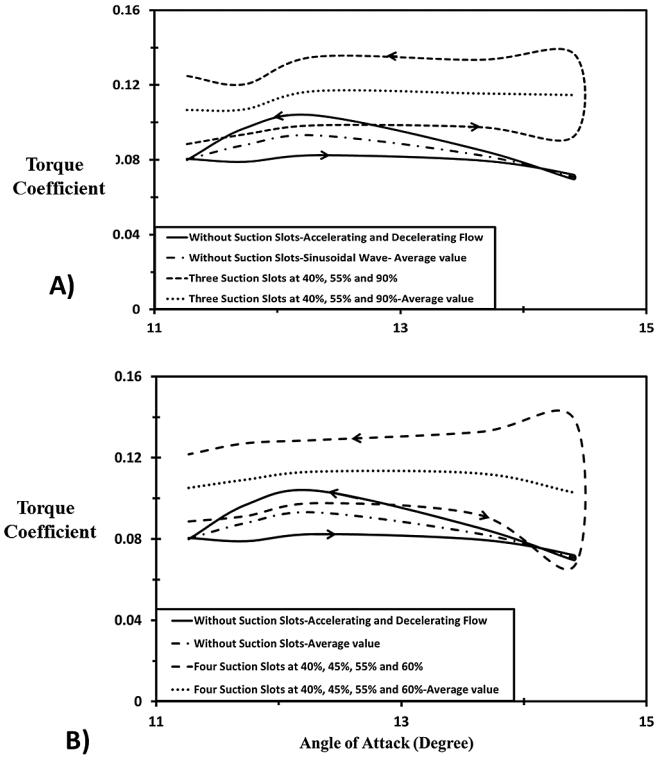 0.16
0.12
0.08
0.04
0
Torque
Coefficient
A)
Without Suction Slots-Accelerating and Decelerating Flow
Without Suction Slots-Sinusoidal Wave- Average value
Three Suction Slots at 40%, 55% and 90%
Three Suction Slots at 40%, 55% and 90%-Average value
11
13
15
0.16
0.12
0.08
0.04
0
Torque
Coefficient
Without Suction Slots-Accelerating and Decelerating Flow
Without Suction Slots-Average value
Four Suction Slots at 40%, 45%, 55% and 60%
Four Suction Slots at 40%, 45%, 55% and 60%-Average value
11
13
15
B)
Angle of Attack (Degree)